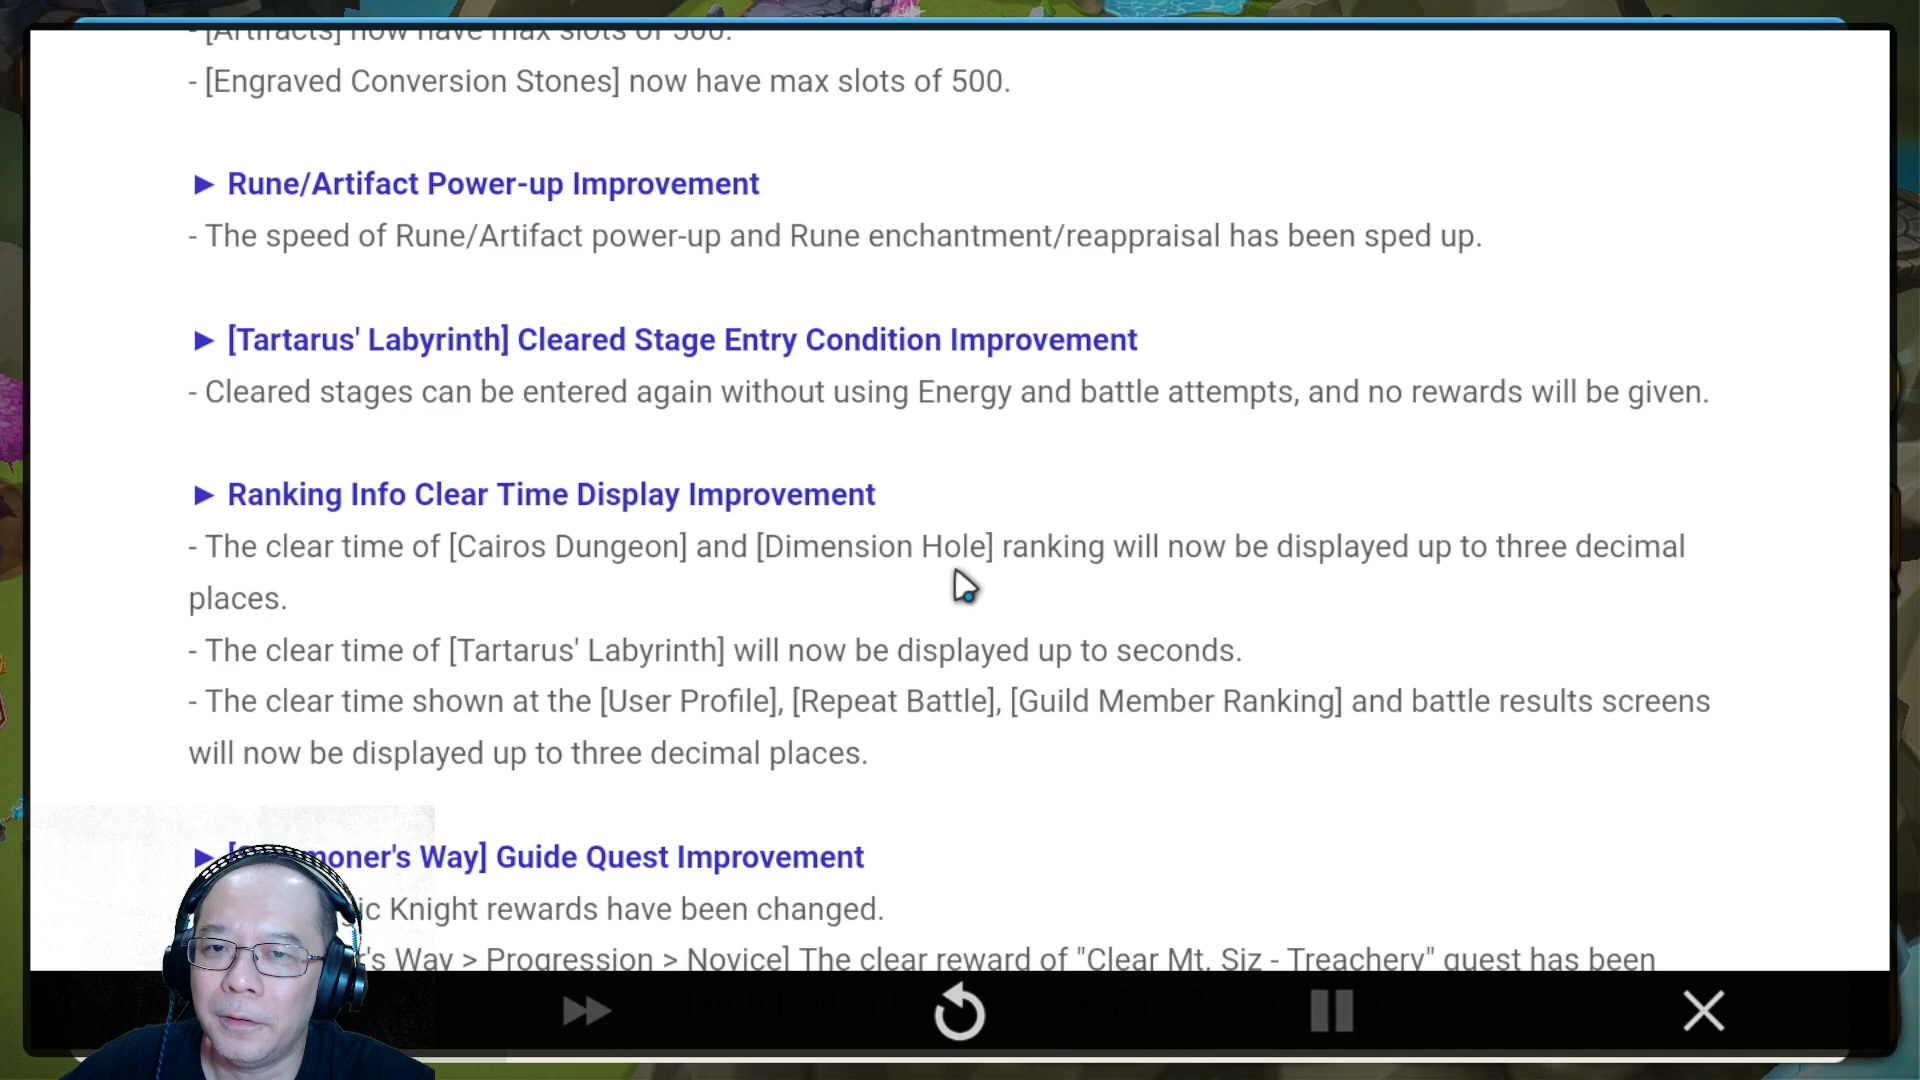 - [Artifacts] now have max slots of 500.
- [Engraved Conversion Stones] now have max slots of 500.
► Rune/Artifact Power-up Improvement
- The speed of Rune/Artifact power-up and Rune enchantment/reappraisal has been sped up.
► [Tartarus' Labyrinth] Cleared Stage Entry Condition Improvement
- Cleared stages can be entered again without using Energy and battle attempts, and no rewards will be given.
► Ranking Info Clear Time Display Improvement
- The clear time of [Cairos Dungeon] and [Dimension Hole] ranking will now be displayed up to three decimal
places.
- The clear time of [Tartarus' Labyrinth] will now be displayed up to seconds.
- The clear time shown at the [User Profile], [Repeat Battle], [Guild Member Ranking] and battle results screens
will now be displayed up to three decimal places.
► moner's Way] Guide Quest Improvement
ic Knight rewards have been changed.
r's Way > Progression > Novice] The clear reward of "Clear Mt. Siz - Treachery" quest has been